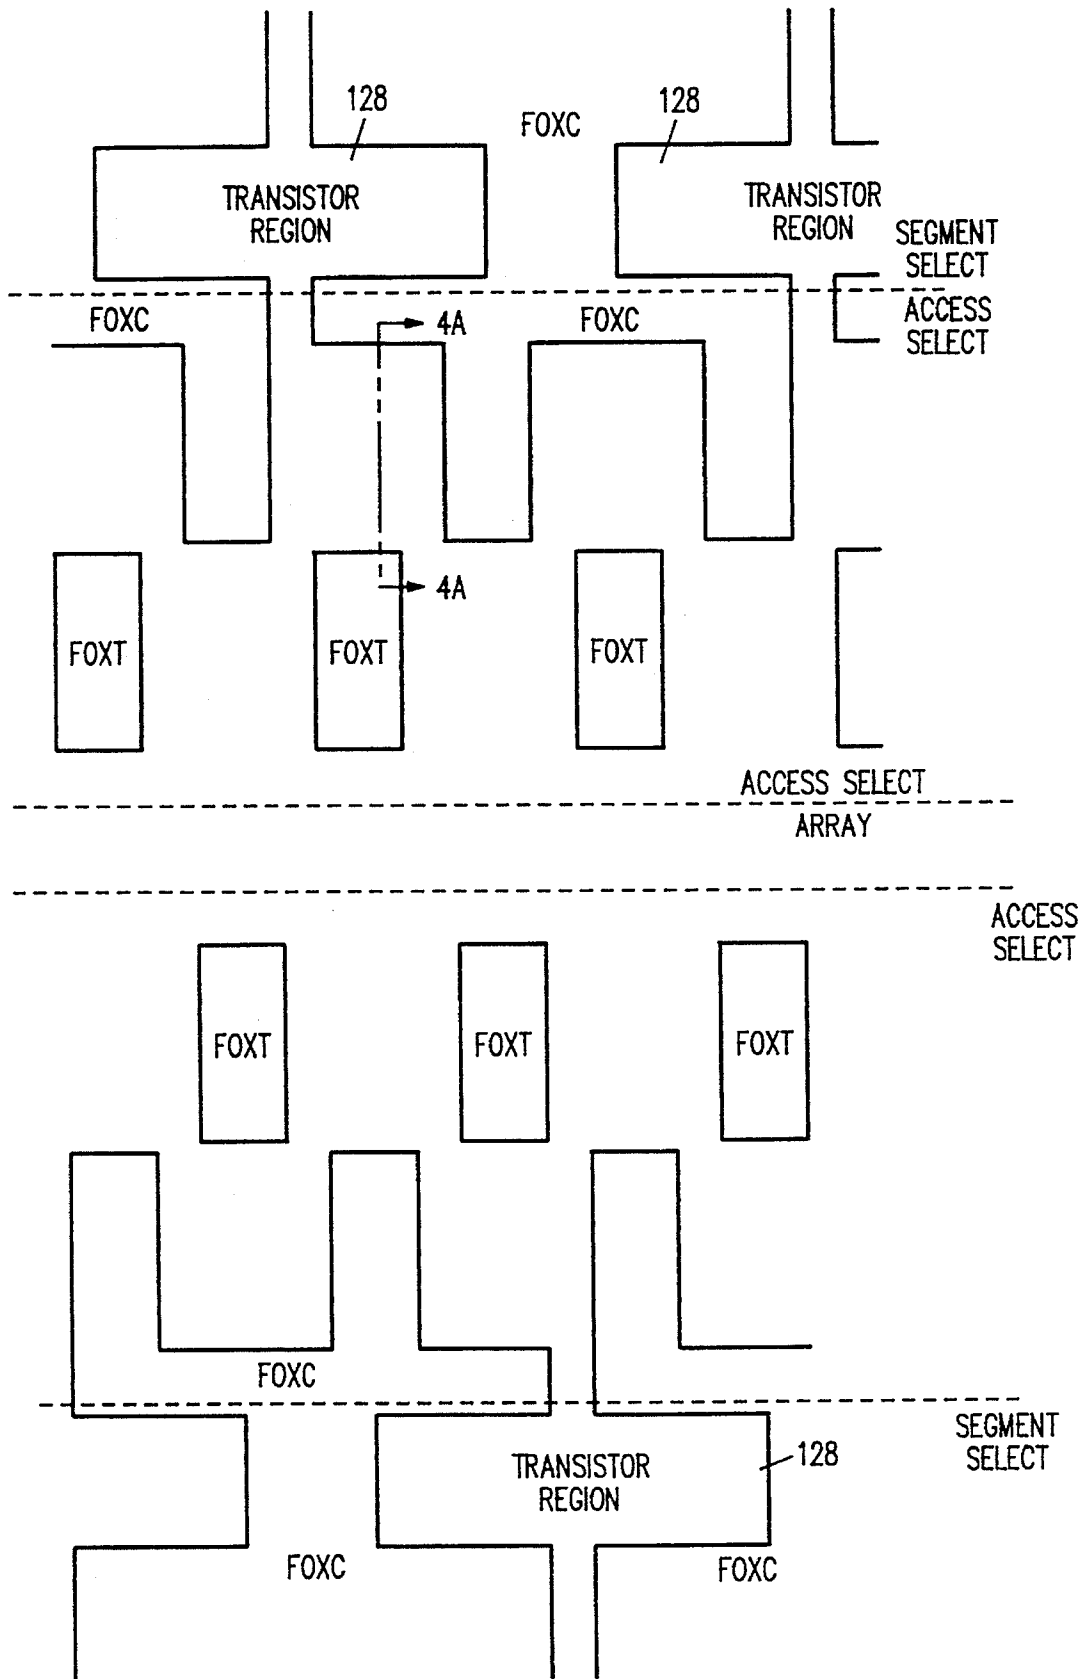 128
FOXC
128
TRANSISTOR
REGION
TRANSISTOR
REGION
SEGMENT
SELECT
FOXC
4A
FOXC
ACCESS
SELECT
4A
FOXT
FOXT
FOXT
ACCESS SELECT
ARRAY
ACCESS
SELECT
FOXT
FOXT
FOXT
FOXC
SEGMENT
SELECT
TRANSISTOR
REGION
128
FOXC
FOXC